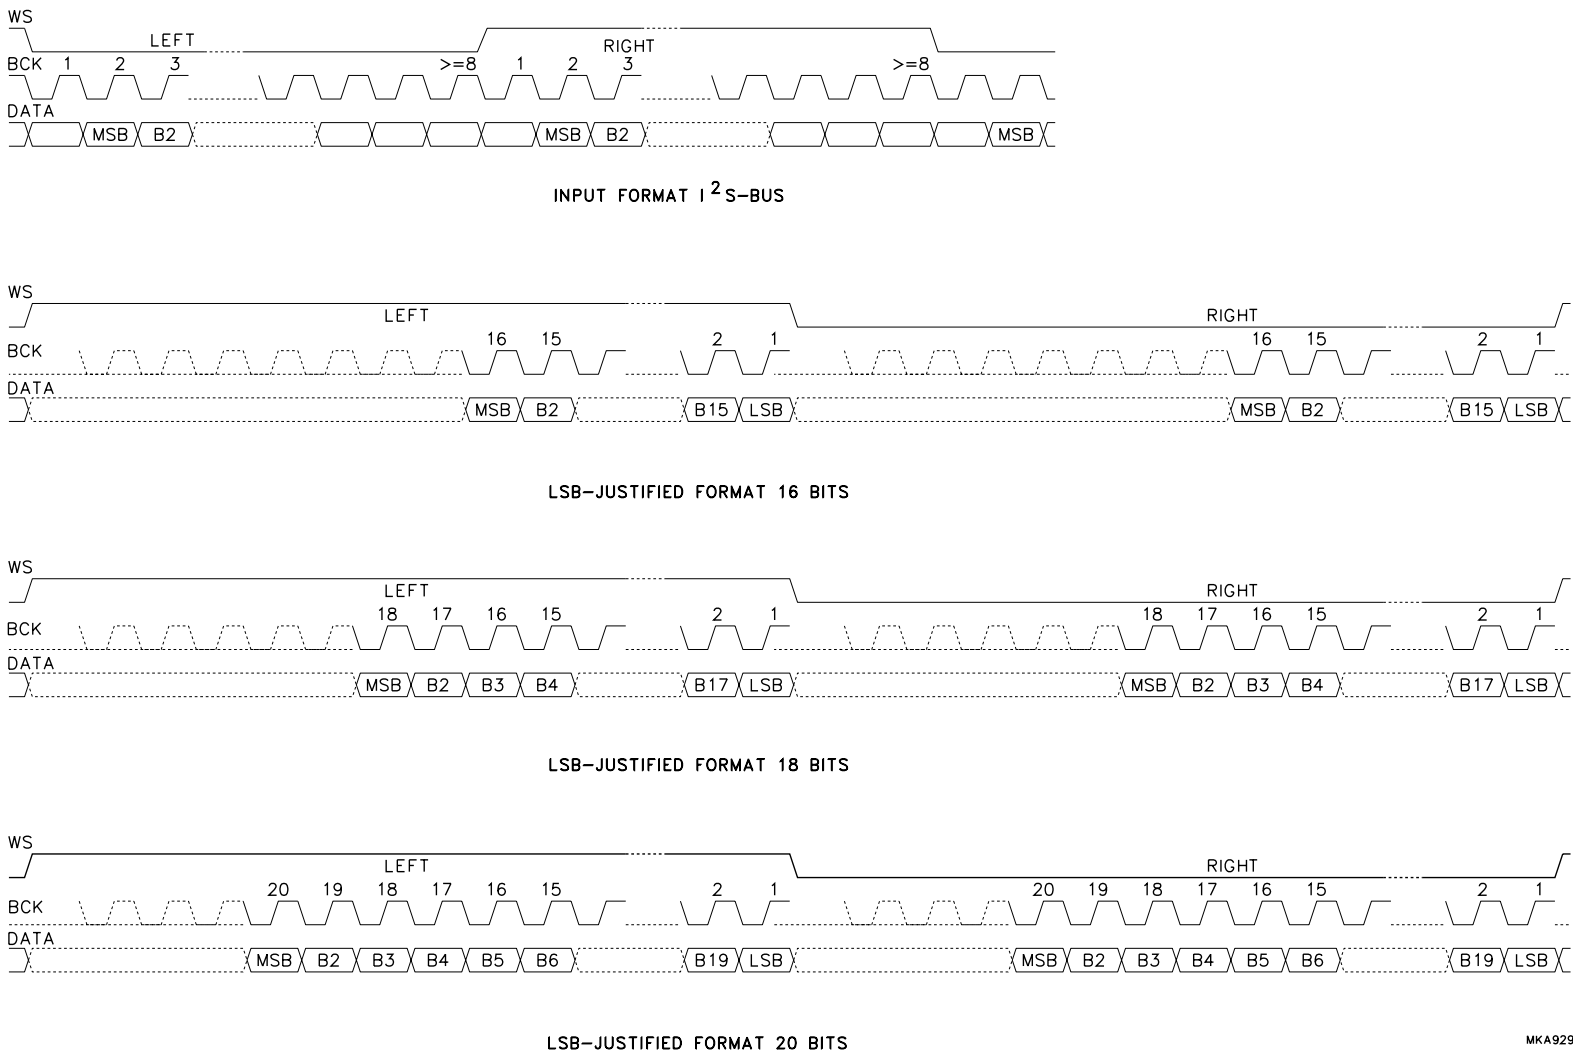 WS
LEFT
RIGHT
BCK 1 2 3 >=8 1 2 3 >=8
DATA
MSB B2 MSB B2 MSB
INPUT FORMAT I2S-BUS
WS
LEFT RIGHT
16 15 2 1 16 15 2 1
BCK
DATA
MSB B2 B15 LSB MSB B2 B15 LSB
LSB-JUSTIFIED FORMAT 16 BITS
WS
LEFT RIGHT
18 17 16 15 2 1 18 17 16 15 2 1
BCK
DATA
MSB B2 B3 B4 B17 LSB MSB B2 B3 B4 B17 LSB
LSB-JUSTIFIED FORMAT 18 BITS
WS
LEFT RIGHT
20 19 18 17 16 15 2 1 20 19 18 17 16 15 2 1
BCK
DATA
MSB B2 B3 B4 B5 B6 B19 LSB MSB B2 B3 B4 B5 B6 B19 LSB
LSB-JUSTIFIED FORMAT 20 BITS
MKA929